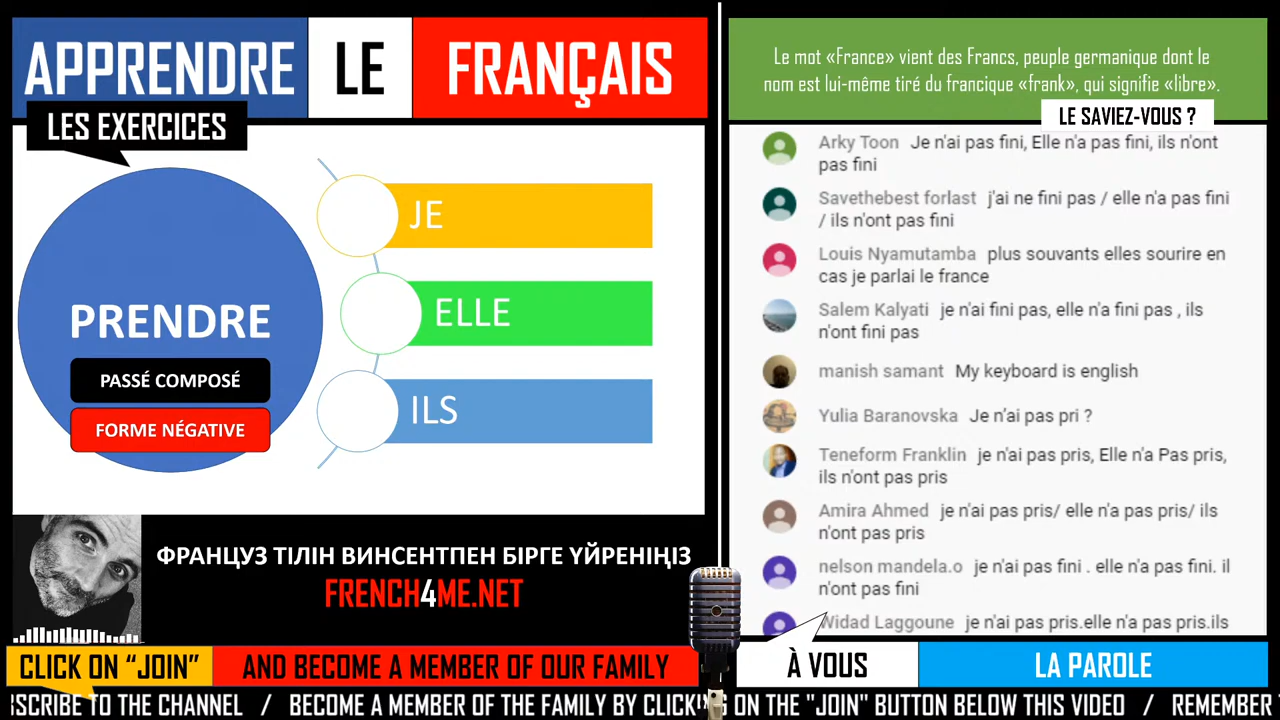 APPRENDRE LE FRANÇAIS
LES EXERCICES
PRENDRE
PASSÉ COMPOSÉ
FORME NÉGATIVE
JE
ELLE
ILS
ФРАНЦУЗ ТІЛІН ВИНСЕНТПЕН БІРГЕ ҮЙРЕНІҢІЗ
FRENCH4ME.NET
Le mot «France» vient des Francs, peuple germanique dont le
nom est lui-même tiré du francique «frank», qui signifie «libre».
LE SAVIEZ-VOUS ?
Arky Toon Je n'ai pas fini, Elle n'a pas fini, ils n'ont
pas fini
Savethebest forlast j'ai ne fini pas / elle n'a pas fini
/ ils n'ont pas fini
Louis Nyamutamba plus souvants elles sourire en
cas je parlai le france
Salem Kalyati je n'ai fini pas, elle n'a fini pas , ils
n'ont fini pas
manish samant My keyboard is english
Yulia Baranovska Je n'ai pas pri ?
Teneform Franklin je n'ai pas pris, Elle n'a Pas pris,
ils n'ont pas pris
Amira Ahmed je n'ai pas pris/ elle n'a pas pris/ ils
n'ont pas pris
nelson mandela.o je n'ai pas fini . elle n'a pas fini. il
n'ont pas fini
Widad Laggoune je n'ai pas pris.elle n'a pas pris.ils
À VOUS LA PAROLE
CLICK ON “JOIN” AND BECOME A MEMBER OF OUR FAMILY
TO THE CHANNEL / BECOME A MEMBER OF THE FAMILY BY ON THE "JOIN" BUTTON BELOW THIS VIDEO / REMEMBER